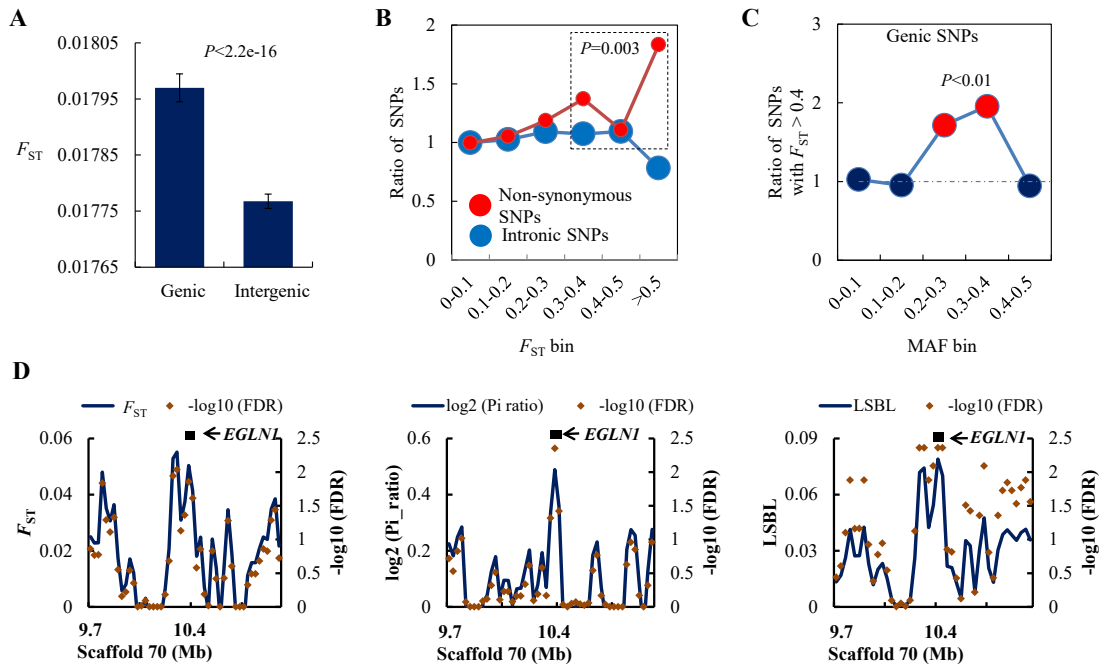 A
P<2.2e-16
0.01805
0.01795
0.01785
0.01775
0.01765
FST
Genic
Intergenic
B
P=0.003
2
1.5
1
0.5
0
Ratio of SNPs
Non-synonymous
SNPs
Intronic SNPs
0-0.1
0.1-0.2
0.2-0.3
0.3-0.4
0.4-0.5
>0.5
FST bin
C
Genic SNPs
P<0.01
3
2
1
0
Ratio of SNPs
with FST > 0.4
0-0.1
0.1-0.2
0.2-0.3
0.3-0.4
0.4-0.5
MAF bin
D
FST
-log10 (FDR)
EGLN1
0.06
0.04
0.02
0
FST
2.5
2
1.5
1
0.5
0
-log10 (FDR)
9.7
10.4
Scaffold 70 (Mb)
log2 (Pi ratio)
-log10 (FDR)
EGLN1
0.6
0.4
0.2
0
log2 (Pi_ratio)
2.5
2
1.5
1
0.5
0
-log10 (FDR)
9.7
10.4
Scaffold 70 (Mb)
LSBL
-log10 (FDR)
EGLN1
0.09
0.06
0.03
0
LSBL
2.5
2
1.5
1
0.5
0
-log10 (FDR)
9.7
10.4
Scaffold 70 (Mb)